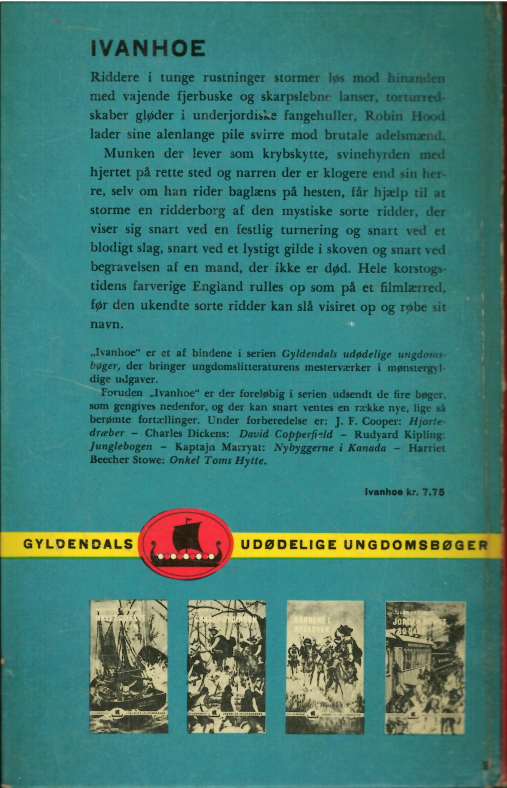 IVANHOE
Riddere i tunge rustninger stormer løs mod hinanden
med vajende fjerbuske og skarpslebne lanser, torturred-
skaber gløder i underjordiske fangehuller, Robin Hood
lader sine alenlange pile svirre mod brutale adelsmænd.
Munken der lever som krybskytte, svinehyrden med
hjertet på rette sted og narren der er klogere end sin her-
re, selv om han rider baglæns på hesten, får hjælp til at
storme en ridderborg af den mystiske sorte ridder, der
viser sig snart ved en festlig turnering og snart ved et
blodigt slag, snart ved et lystigt gilde i skoven og snart ved
begravelsen af en mand, der ikke er død. Hele korstogs-
tidens farverige England rulles op som på et filmlærred,
før den ukendte sorte ridder kan slå visiret op og røbe sit
navn.
„Ivanhoe" er et af bindene i serien Gyldendals udødelige ungdoms-
bøger, der bringer ungdomslitteraturens mesterværker i mønstergyl-
dige udgaver.
Foruden „Ivanhoe" er der foreløbig i serien udsendt de fire bøger,
som gengives nedenfor, og der kan snart ventes en række nye, lige så
berømte fortællinger. Under forberedelse er: J. F. Cooper: Hjorte-
dræber – Charles Dickens: David Copperfield – Rudyard Kipling:
Junglebogen – Kaptajn Marryat: Nybyggerne i Kanada – Harriet
Beecher Stowe: Onkel Toms Hytte.
Ivanhoe kr. 7.75
GYLDENDALS UDØDELIGE UNGDOMSBØGER
JORDEN RUNDT